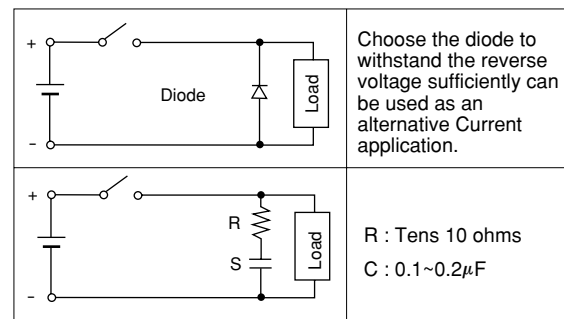 +
Diode
Load
-
Choose the diode to
withstand the reverse
voltage sufficiently can
be used as an
alternative Current
application.
+
R
S
Load
-
R : Tens 10 ohms
C : 0.1~0.2μF